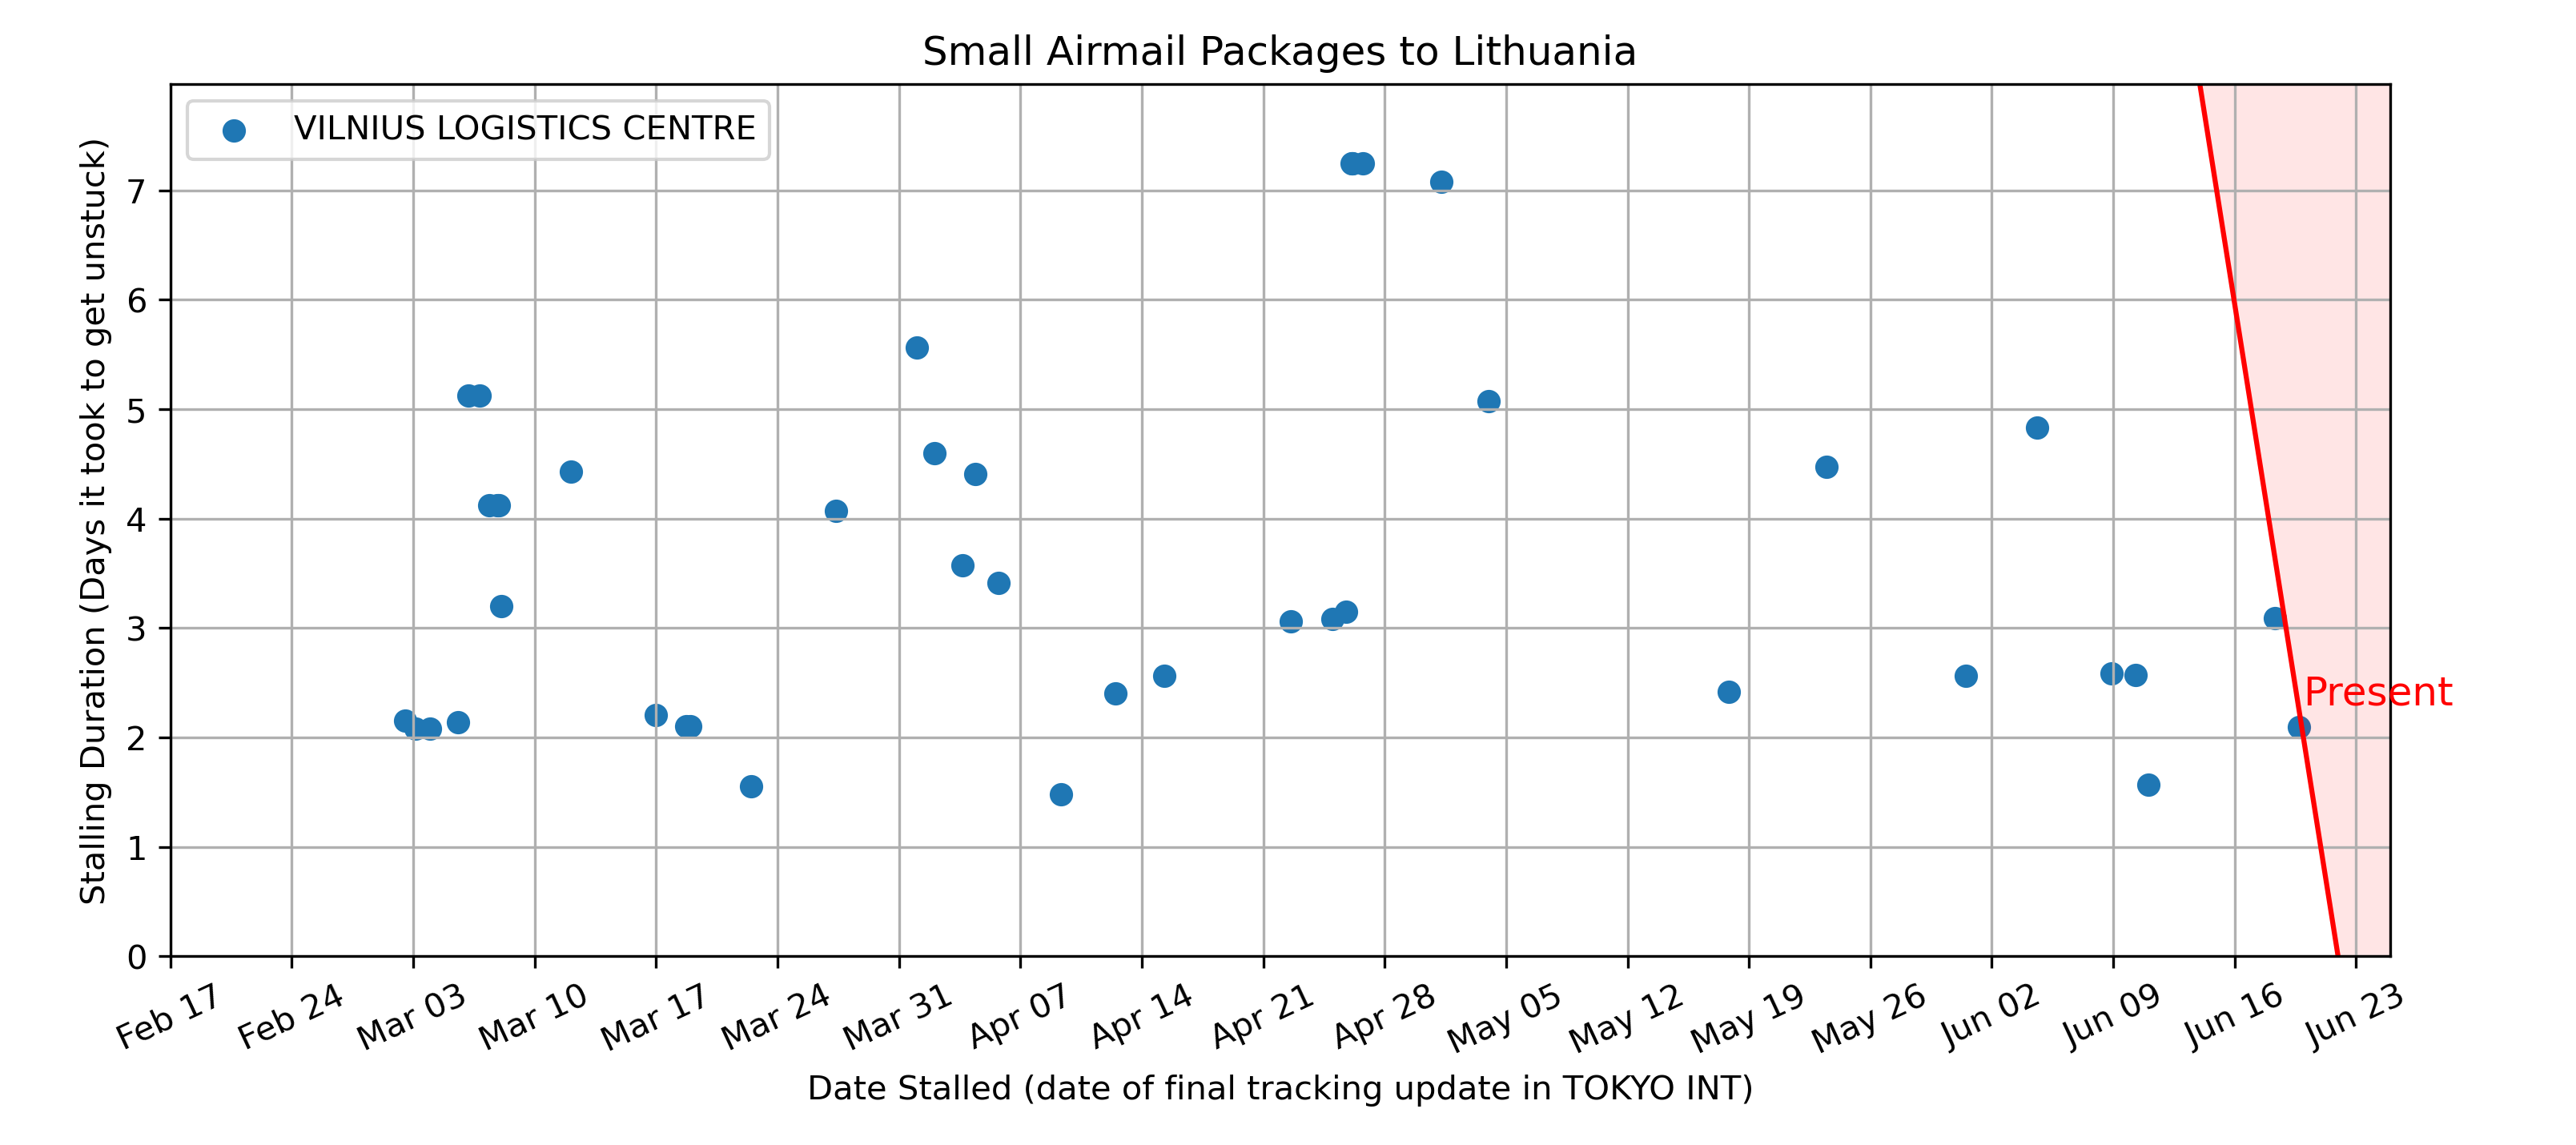 Small Airmail Packages to Lithuania
VILNIUS LOGISTICS CENTRE
Stalling Duration (Days it took to get unstuck)
7
6
5
4
3
2
1
0
Present
Feb 17
Feb 24
Mar 03
Mar 10
Mar 17
Mar 24
Mar 31
Apr 07
Apr 14
Apr 21
Apr 28
May 05
May 12
May 19
May 26
Jun 02
Jun 09
Jun 16
Jun 23
Date Stalled (date of final tracking update in TOKYO INT)